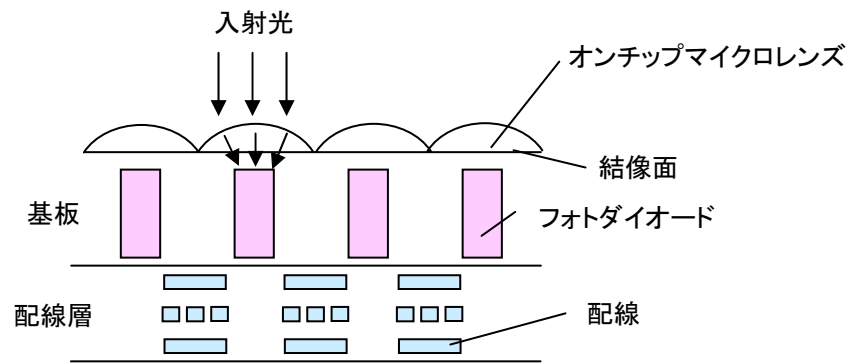 入射光
オンチップマイクロレンズ
結像面
基板
フォトダイオード
配線層
配線